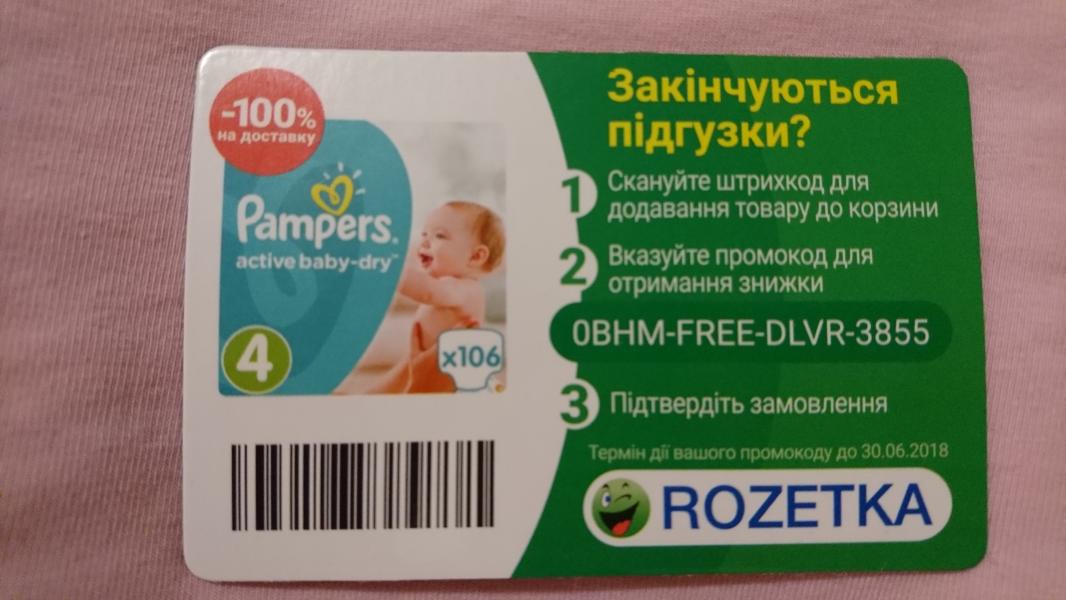 -100%
на доставку
Pampers.
active baby-dry™
4
x106
Закінчуються
підгузки?
1 Скануйте штрихкод для
додавання товару до корзини
2 Вказуйте промокод для
отримання знижки
0BHM-FREE-DLVR-3855
3 Підтвердіть замовлення
Термін дії вашого промокоду до 30.06.2018
ROZETKA